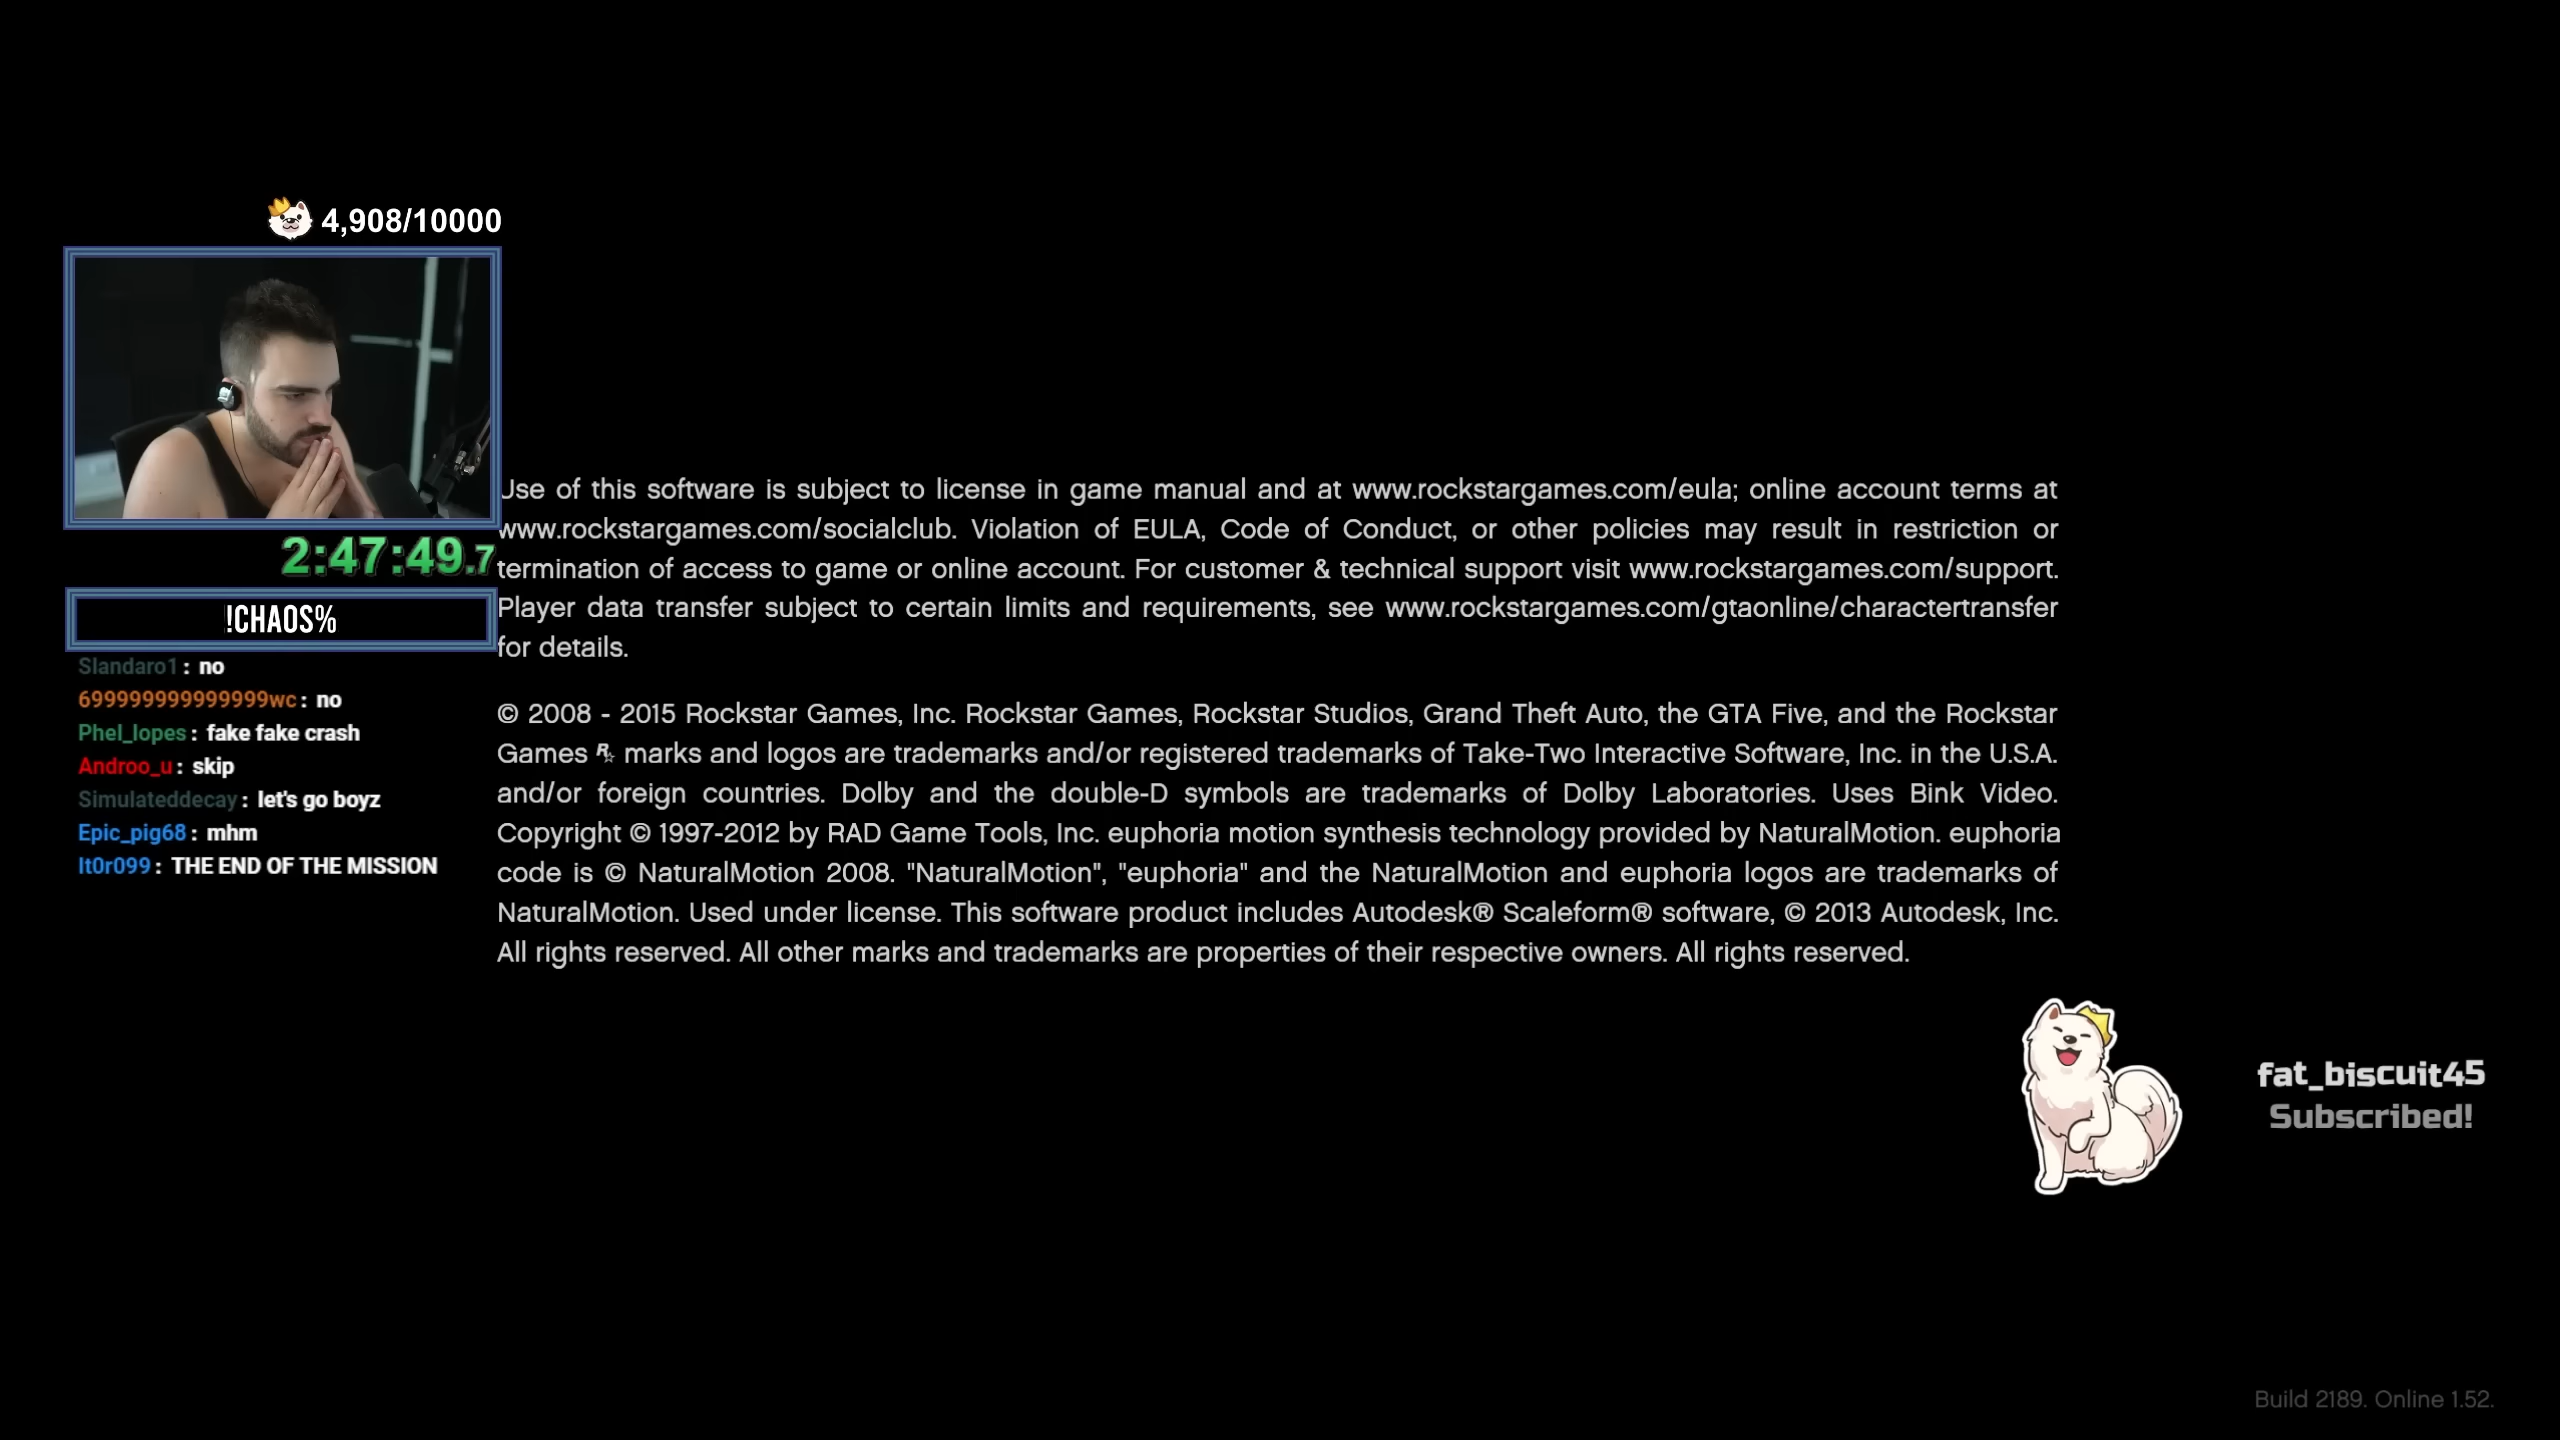 4,908/10000
2:47:49.7
!CHAOS%
Slandaro1: no
699999999999999wc: no
Phel_lopes: fake fake crash
Androo_u: skip
Simulateddecay: let's go boyz
Epic_pig68: mhm
It0r099: THE END OF THE MISSION
Use of this software is subject to license in game manual and at www.rockstargames.com/eula; online account terms at
www.rockstargames.com/socialclub. Violation of EULA, Code of Conduct, or other policies may result in restriction or
termination of access to game or online account. For customer & technical support visit www.rockstargames.com/support.
Player data transfer subject to certain limits and requirements, see www.rockstargames.com/gtaonline/charactertransfer
for details.
© 2008 - 2015 Rockstar Games, Inc. Rockstar Games, Rockstar Studios, Grand Theft Auto, the GTA Five, and the Rockstar
Games R* marks and logos are trademarks and/or registered trademarks of Take-Two Interactive Software, Inc. in the U.S.A.
and/or foreign countries. Dolby and the double-D symbols are trademarks of Dolby Laboratories. Uses Bink Video.
Copyright © 1997-2012 by RAD Game Tools, Inc. euphoria motion synthesis technology provided by NaturalMotion. euphoria
code is © NaturalMotion 2008. "NaturalMotion", "euphoria" and the NaturalMotion and euphoria logos are trademarks of
NaturalMotion. Used under license. This software product includes Autodesk® Scaleform® software, © 2013 Autodesk, Inc.
All rights reserved. All other marks and trademarks are properties of their respective owners. All rights reserved.
fat_biscuit45
Subscribed!
Build 2189. Online 1.52.